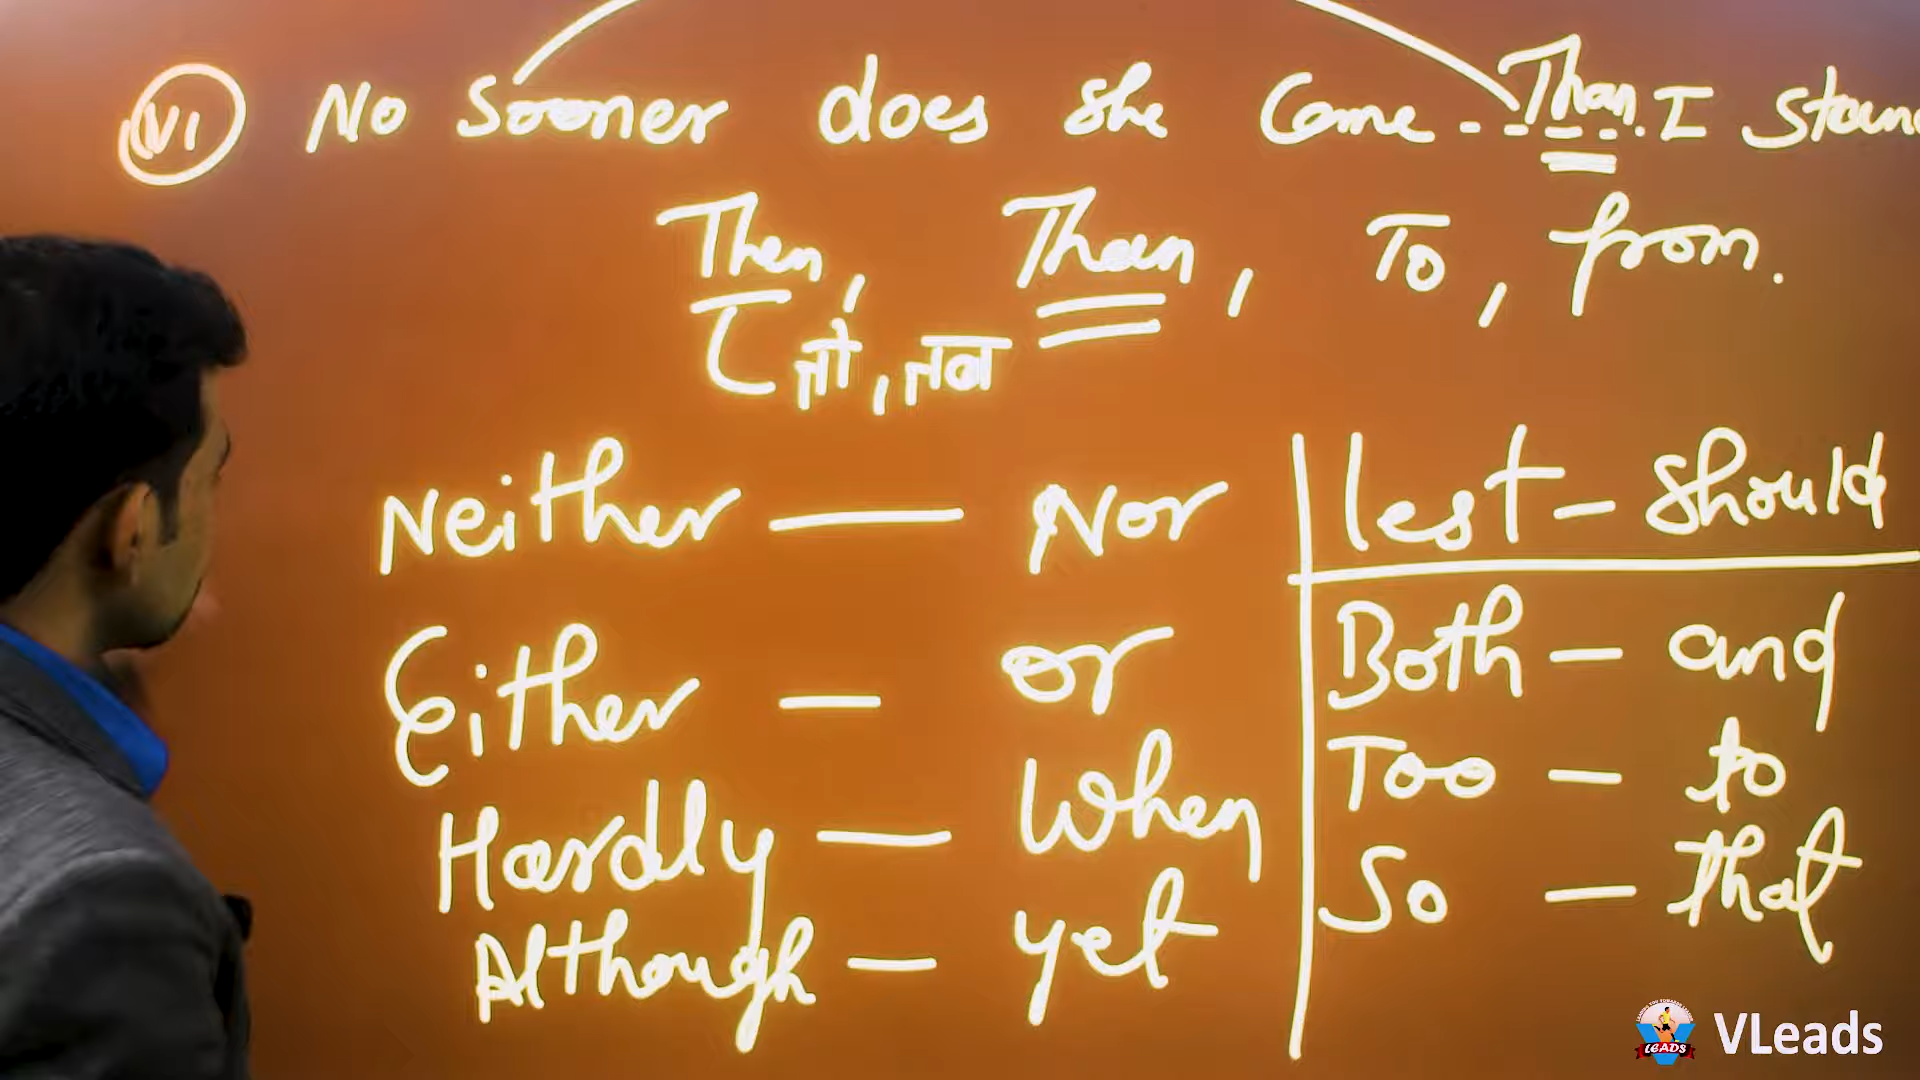 VI No Sooner does she Come ..... Than I
Then, Than, To, from.
तो, तब
Neither — Nor
Either — or
Hardly — When
Although — yet
lest — should
Both — and
Too — to
So — that
LEADS VLeads